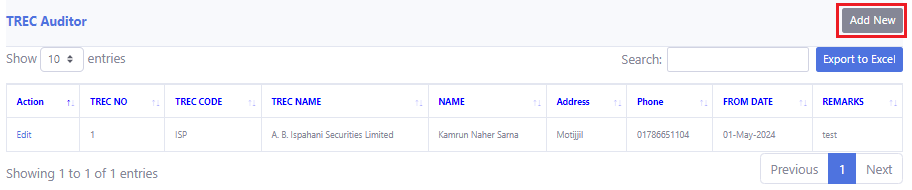 TREC Auditor Add New
Show 10 entries Search: Export to Excel
Action TREC NO TREC CODE TREC NAME NAME Address Phone FROM DATE REMARKS
Edit 1 ISP A. B. Ispahani Securities Limited Kamrun Naher Sarna Motijjil 01786651104 01-May-2024 test
Showing 1 to 1 of 1 entries Previous 1 Next